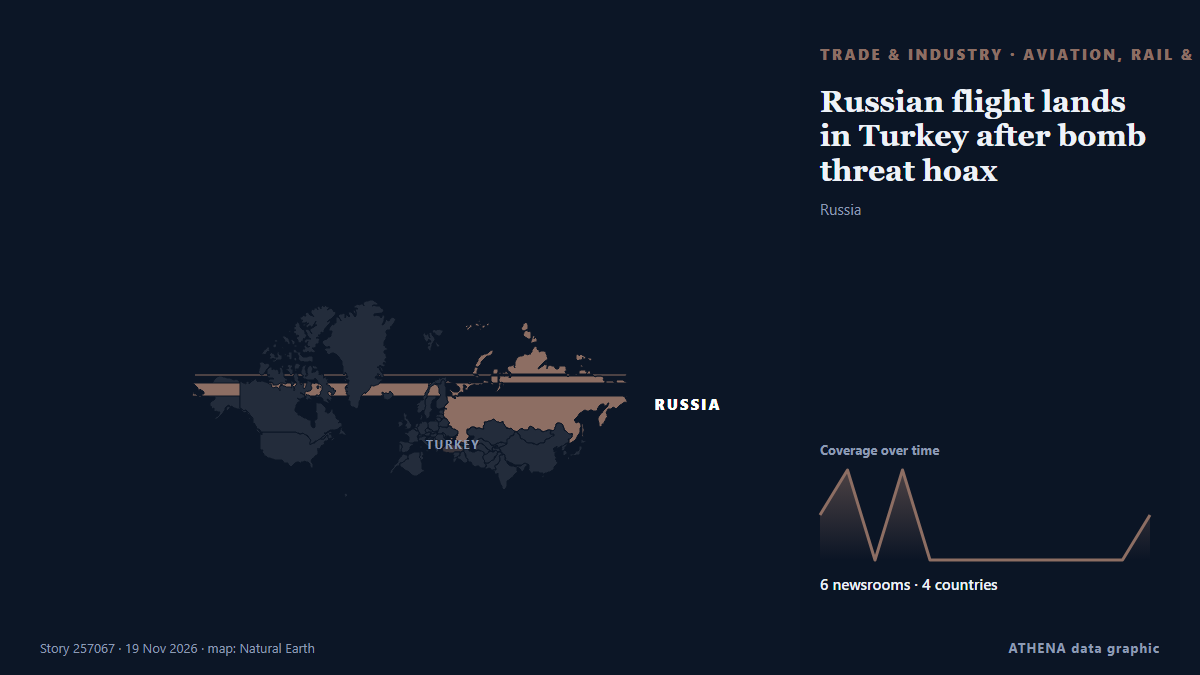 TRADE & INDUSTRY · AVIATION, RAIL &
Russian flight lands
in Turkey after bomb
threat hoax
Russia
RUSSIA
TURKEY
Coverage over time
6 newsrooms · 4 countries
Story 257067 · 19 Nov 2026 · map: Natural Earth
ATHENA data graphic